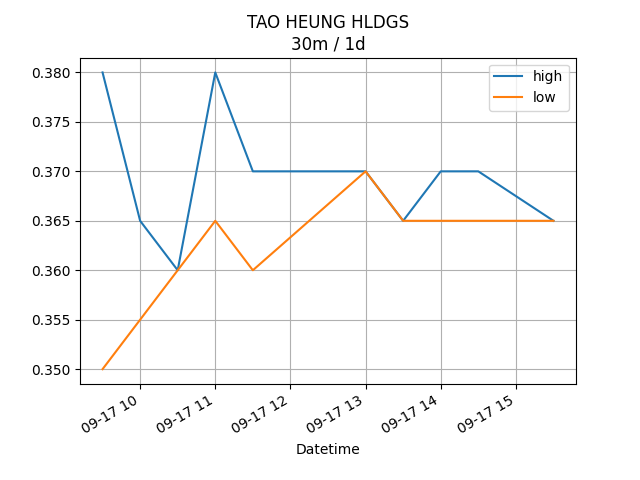 TAO HEUNG HLDGS
30m / 1d
high
low
0.380
0.375
0.370
0.365
0.360
0.355
0.350
09-17 10
09-17 11
09-17 12
09-17 13
09-17 14
09-17 15
Datetime